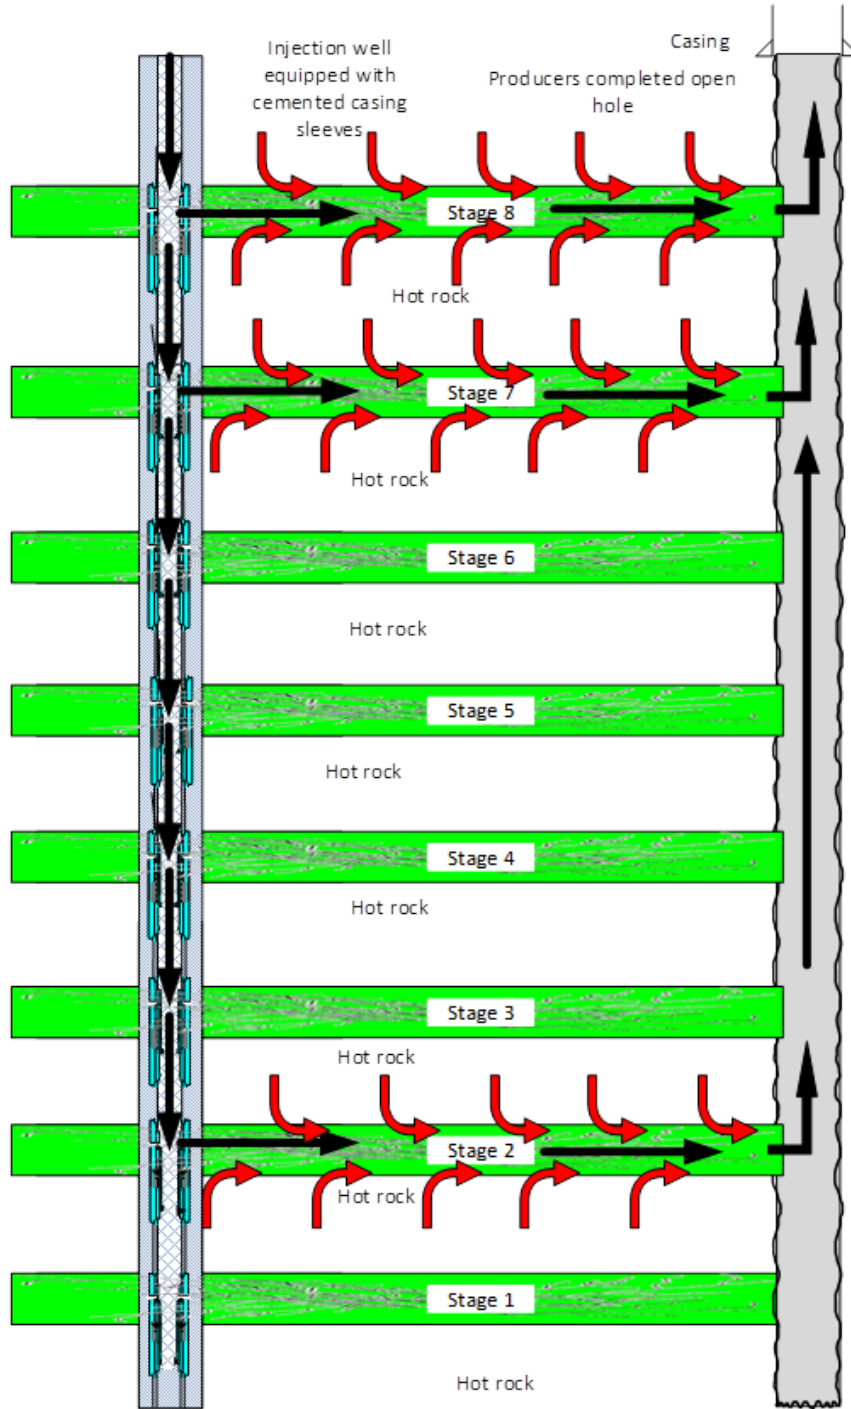 Injection well
equipped with
cemented casing
sleeves
Casing
Producers completed open
hole
Stage 8
Hot rock
Stage 7
Hot rock
Stage 6
Hot rock
Stage 5
Hot rock
Stage 4
Hot rock
Stage 3
Hot rock
Stage 2
Hot rock
Stage 1
Hot rock